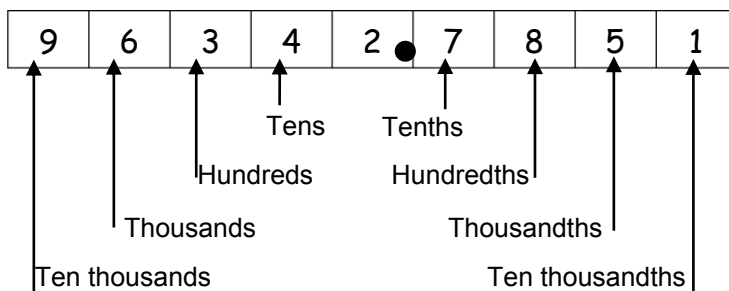 9 6 3 4 2 . 7 8 5 1
Tens Tenths
Hundreds Hundredths
Thousands Thousandths
Ten thousands Ten thousandths